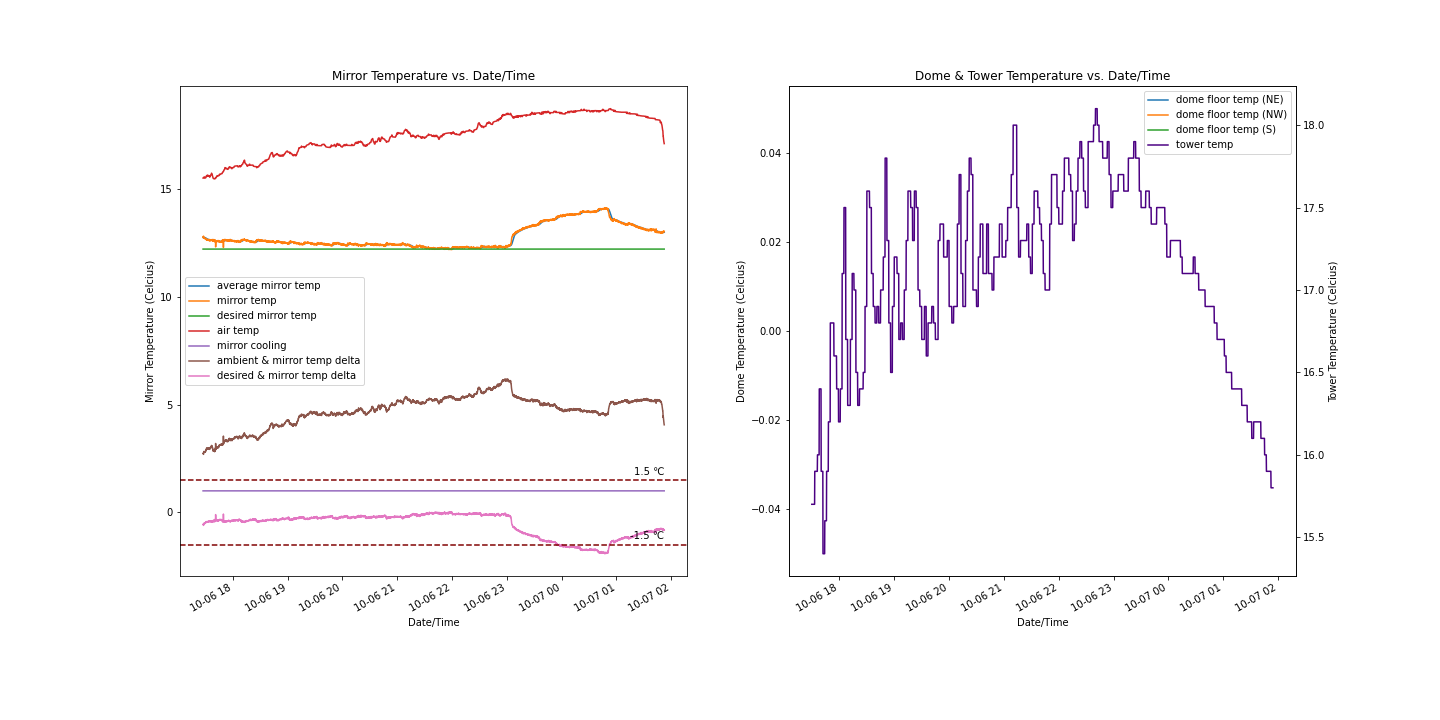 Mirror Temperature vs. Date/Time
Mirror Temperature (Celcius)
15
10
5
0
average mirror temp
mirror temp
desired mirror temp
air temp
mirror cooling
ambient & mirror temp delta
desired & mirror temp delta
1.5 °C
-1.5 °C
10-06 18
10-06 19
10-06 20
10-06 21
10-06 22
10-06 23
10-07 00
10-07 01
10-07 02
Date/Time
Dome & Tower Temperature vs. Date/Time
Dome Temperature (Celcius)
0.04
0.02
0.00
−0.02
−0.04
dome floor temp (NE)
dome floor temp (NW)
dome floor temp (S)
tower temp
18.0
17.5
17.0
16.5
16.0
15.5
Tower Temperature (Celcius)
10-06 18
10-06 19
10-06 20
10-06 21
10-06 22
10-06 23
10-07 00
10-07 01
10-07 02
Date/Time